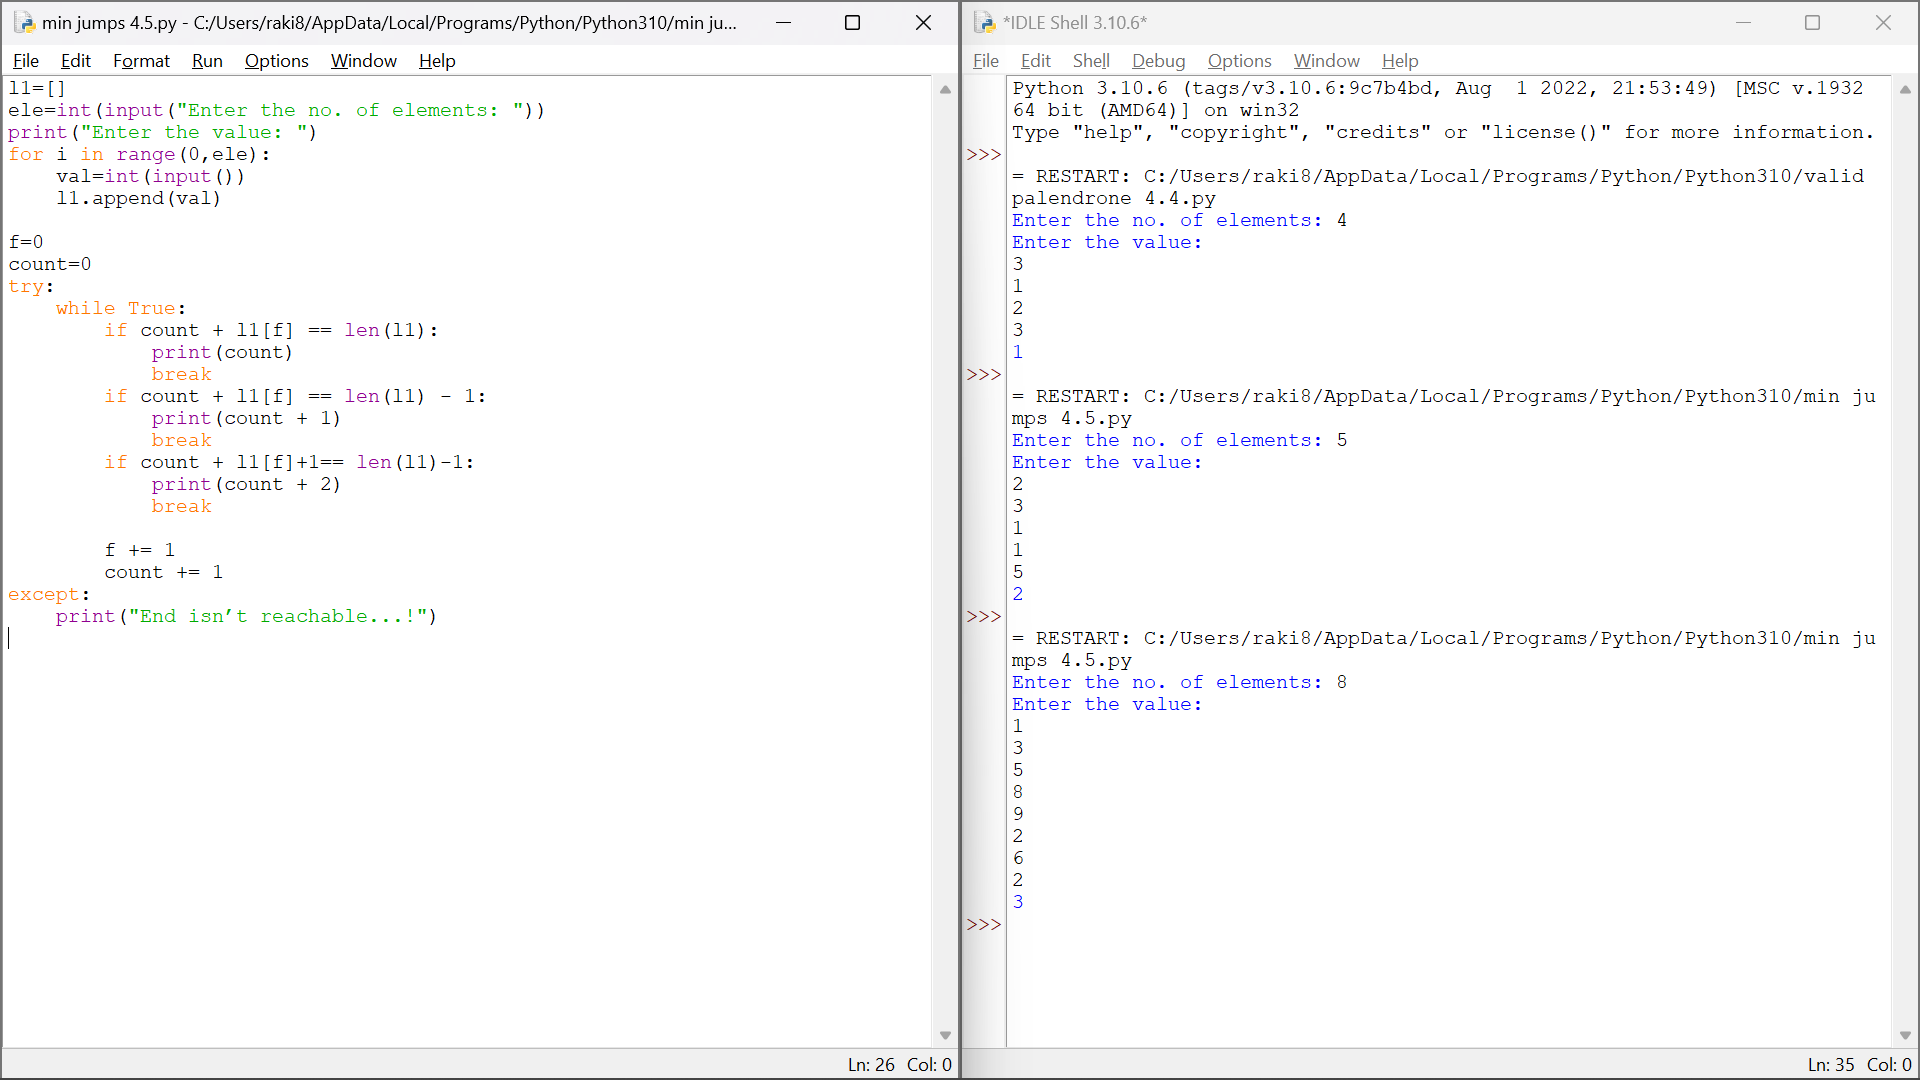 min jumps 4.5.py - C:/Users/raki8/AppData/Local/Programs/Python/Python310/min ju...
File Edit Format Run Options Window Help
l1=[]
ele=int(input("Enter the no. of elements: "))
print("Enter the value: ")
for i in range(0,ele):
    val=int(input())
    l1.append(val)
f=0
count=0
try:
    while True:
        if count + l1[f] == len(l1):
            print(count)
            break
        if count + l1[f] == len(l1) - 1:
            print(count + 1)
            break
        if count + l1[f]+1== len(l1)-1:
            print(count + 2)
            break
        f += 1
        count += 1
except:
    print("End isn’t reachable...!")
Ln: 26 Col: 0
*IDLE Shell 3.10.6*
File Edit Shell Debug Options Window Help
Python 3.10.6 (tags/v3.10.6:9c7b4bd, Aug  1 2022, 21:53:49) [MSC v.1932
64 bit (AMD64)] on win32
Type "help", "copyright", "credits" or "license()" for more information.
>>>
= RESTART: C:/Users/raki8/AppData/Local/Programs/Python/Python310/valid
palendrone 4.4.py
Enter the no. of elements: 4
Enter the value:
3
1
2
3
1
>>>
= RESTART: C:/Users/raki8/AppData/Local/Programs/Python/Python310/min ju
mps 4.5.py
Enter the no. of elements: 5
Enter the value:
2
3
1
1
5
2
>>>
= RESTART: C:/Users/raki8/AppData/Local/Programs/Python/Python310/min ju
mps 4.5.py
Enter the no. of elements: 8
Enter the value:
1
3
5
8
9
2
6
2
3
>>>
Ln: 35 Col: 0